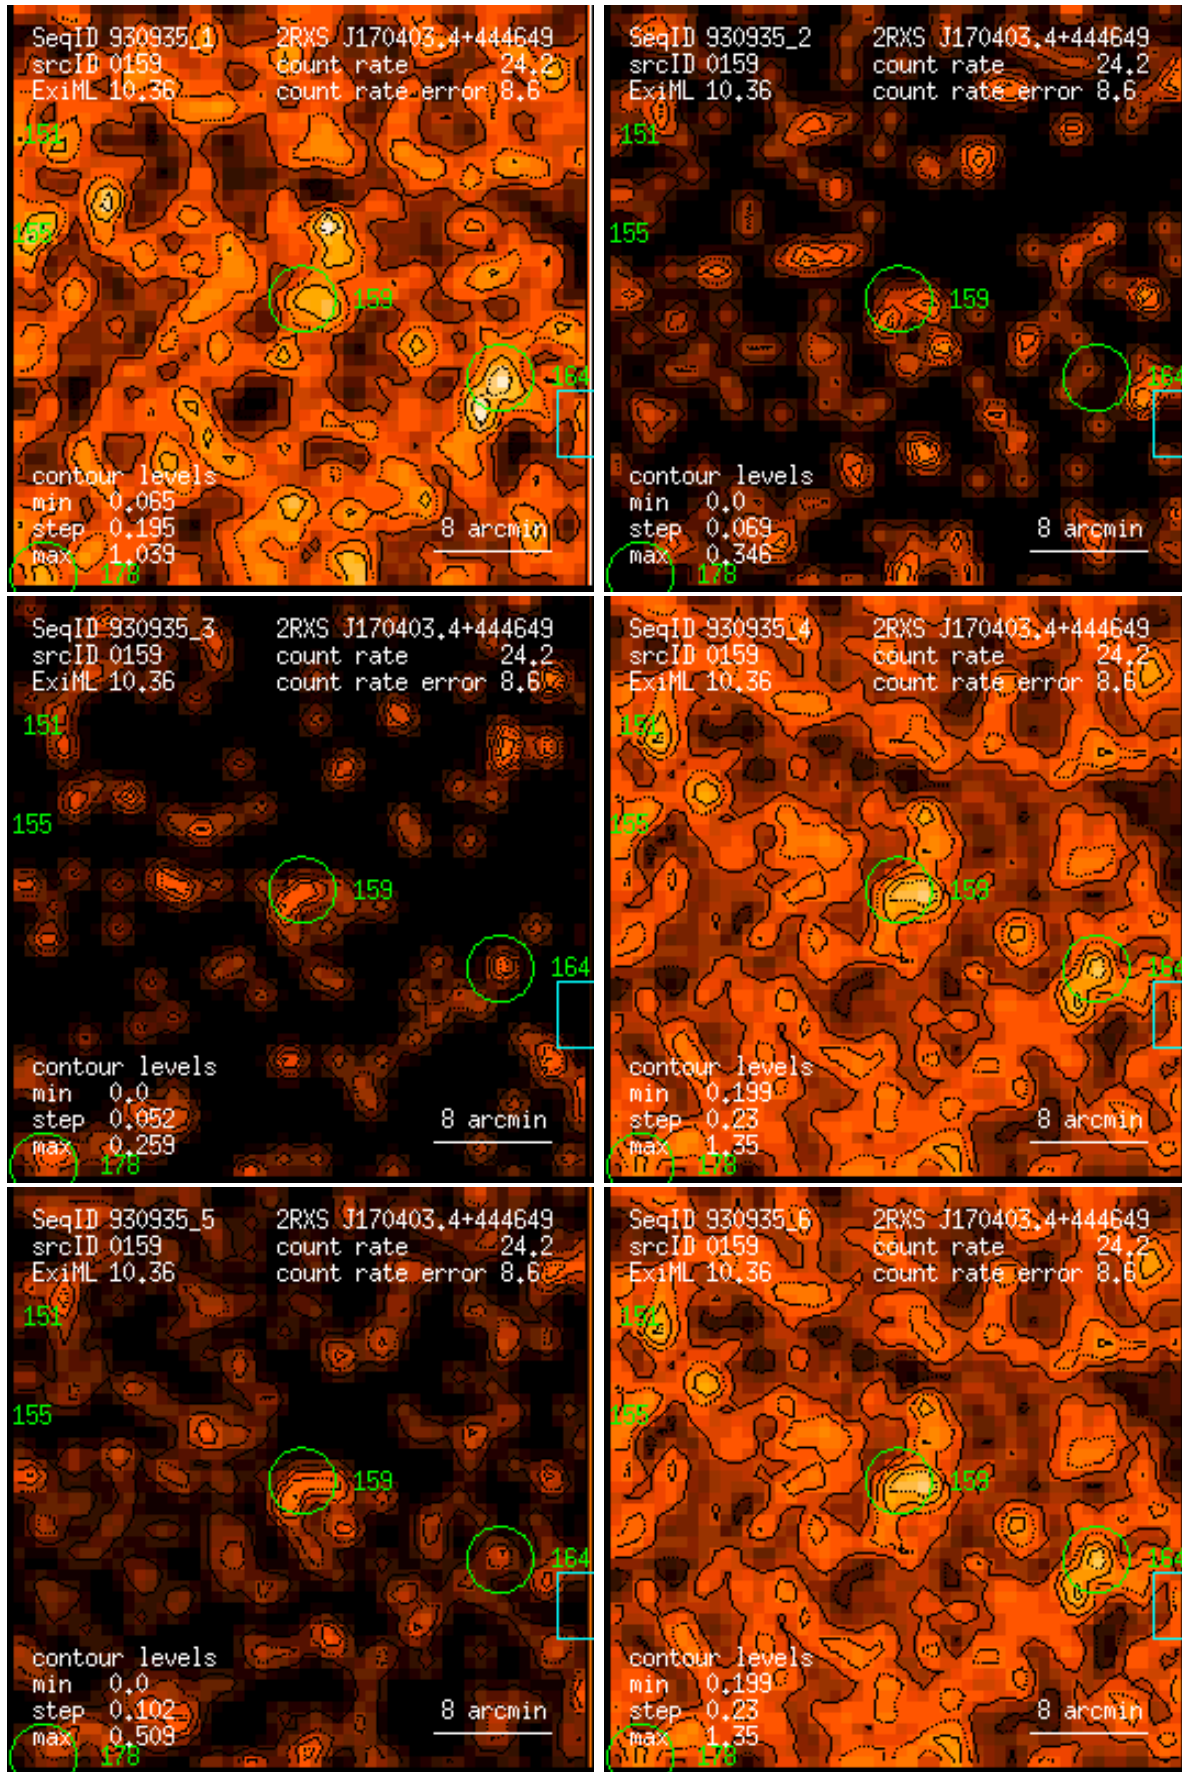 SeqID 930935_1 2RXS J170403.4+444649
srcID 0159 count rate 24.2
ExiML 10.36 count rate error 8.6
151
155
159
164
contour levels
min 0.065
step 0.195
max 1.039
8 arcmin
178
SeqID 930935_2 2RXS J170403.4+444649
srcID 0159 count rate 24.2
ExiML 10.36 count rate error 8.6
151
155
159
164
contour levels
min 0.0
step 0.069
max 0.346
8 arcmin
178
SeqID 930935_3 2RXS J170403.4+444649
srcID 0159 count rate 24.2
ExiML 10.36 count rate error 8.6
151
155
159
164
contour levels
min 0.0
step 0.052
max 0.259
8 arcmin
178
SeqID 930935_4 2RXS J170403.4+444649
srcID 0159 count rate 24.2
ExiML 10.36 count rate error 8.6
151
155
159
164
contour levels
min 0.199
step 0.23
max 1.35
8 arcmin
178
SeqID 930935_5 2RXS J170403.4+444649
srcID 0159 count rate 24.2
ExiML 10.36 count rate error 8.6
151
155
159
164
contour levels
min 0.0
step 0.102
max 0.509
8 arcmin
178
SeqID 930935_6 2RXS J170403.4+444649
srcID 0159 count rate 24.2
ExiML 10.36 count rate error 8.6
151
155
159
164
contour levels
min 0.199
step 0.23
max 1.35
8 arcmin
178